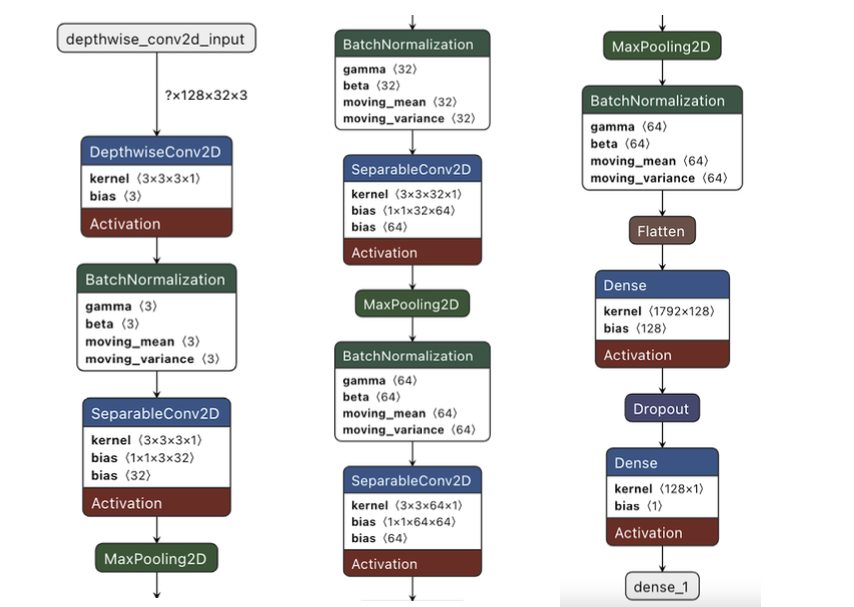 depthwise_conv2d_input
?×128×32×3
DepthwiseConv2D
kernel ⟨3×3×3×1⟩
bias ⟨3⟩
Activation
BatchNormalization
gamma ⟨3⟩
beta ⟨3⟩
moving_mean ⟨3⟩
moving_variance ⟨3⟩
SeparableConv2D
kernel ⟨3×3×3×1⟩
bias ⟨1×1×3×32⟩
bias ⟨32⟩
Activation
MaxPooling2D
BatchNormalization
gamma ⟨32⟩
beta ⟨32⟩
moving_mean ⟨32⟩
moving_variance ⟨32⟩
SeparableConv2D
kernel ⟨3×3×32×1⟩
bias ⟨1×1×32×64⟩
bias ⟨64⟩
Activation
MaxPooling2D
BatchNormalization
gamma ⟨64⟩
beta ⟨64⟩
moving_mean ⟨64⟩
moving_variance ⟨64⟩
SeparableConv2D
kernel ⟨3×3×64×1⟩
bias ⟨1×1×64×64⟩
bias ⟨64⟩
Activation
MaxPooling2D
BatchNormalization
gamma ⟨64⟩
beta ⟨64⟩
moving_mean ⟨64⟩
moving_variance ⟨64⟩
Flatten
Dense
kernel ⟨1792×128⟩
bias ⟨128⟩
Activation
Dropout
Dense
kernel ⟨128×1⟩
bias ⟨1⟩
Activation
dense_1